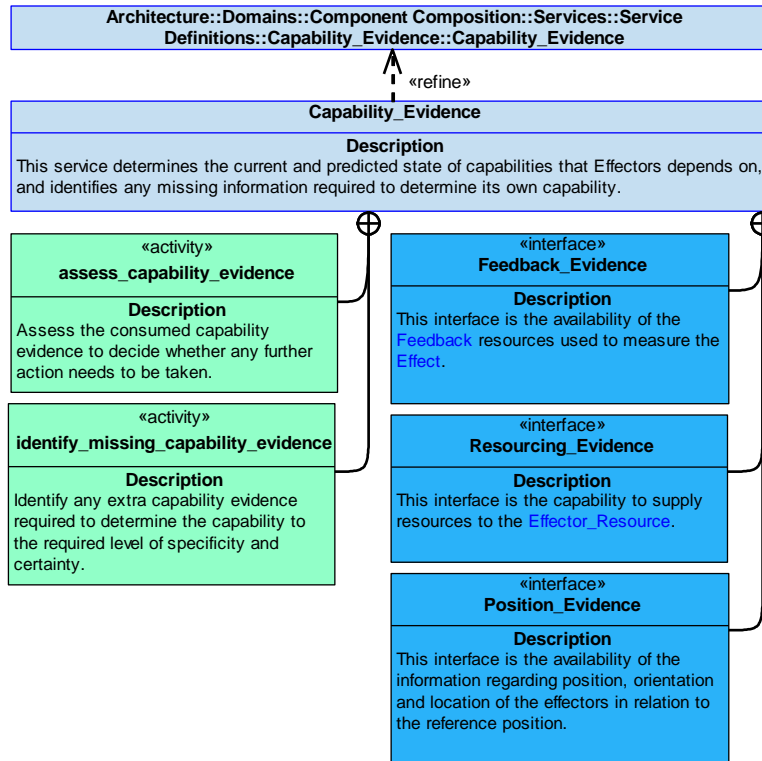 Architecture::Domains::Component Composition::Services::Service
Definitions::Capability_Evidence::Capability_Evidence
«refine»
Capability_Evidence
Description
This service determines the current and predicted state of capabilities that Effectors depends on,
and identifies any missing information required to determine its own capability.
«activity»
assess_capability_evidence
Description
Assess the consumed capability
evidence to decide whether any further
action needs to be taken.
«activity»
identify_missing_capability_evidence
Description
Identify any extra capability evidence
required to determine the capability to
the required level of specificity and
certainty.
«interface»
Feedback_Evidence
Description
This interface is the availability of the
Feedback resources used to measure the
Effect.
«interface»
Resourcing_Evidence
Description
This interface is the capability to supply
resources to the Effector_Resource.
«interface»
Position_Evidence
Description
This interface is the availability of the
information regarding position, orientation
and location of the effectors in relation to
the reference position.